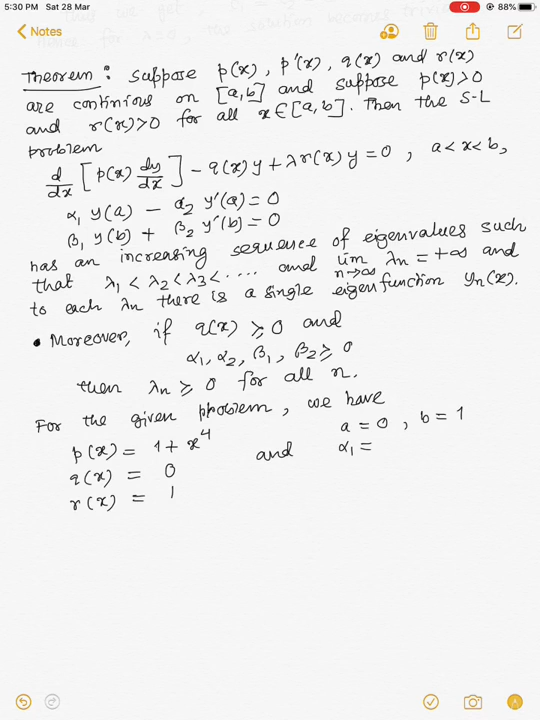 5:30 PM Sat 28 Mar
88%
Notes
Theorem: Suppose p(x), p'(x), q(x) and r(x)
are continious on [a,b] and suppose p(x)>0
and r(x)>0 for all x∈[a,b]. Then the S-L
problem
d/dx [p(x) dy/dx] - q(x)y + λr(x)y = 0, a<x<b,
α₁ y(a) - α₂ y'(a) = 0
β₁ y(b) + β₂ y'(b) = 0
has an increasing sequence of eigenvalues such
that λ₁<λ₂<λ₃<.... and lim n→∞ λn = +∞ and
to each λn there is a single eigenfunction yn(x).
• Moreover, if q(x) ≥ 0 and
α₁, α₂, β₁, β₂ ≥ 0
then λn ≥ 0 for all n.
For the given problem, we have
p(x) = 1 + x⁴
q(x) = 0
r(x) = 1
and
a = 0, b = 1
α₁ =